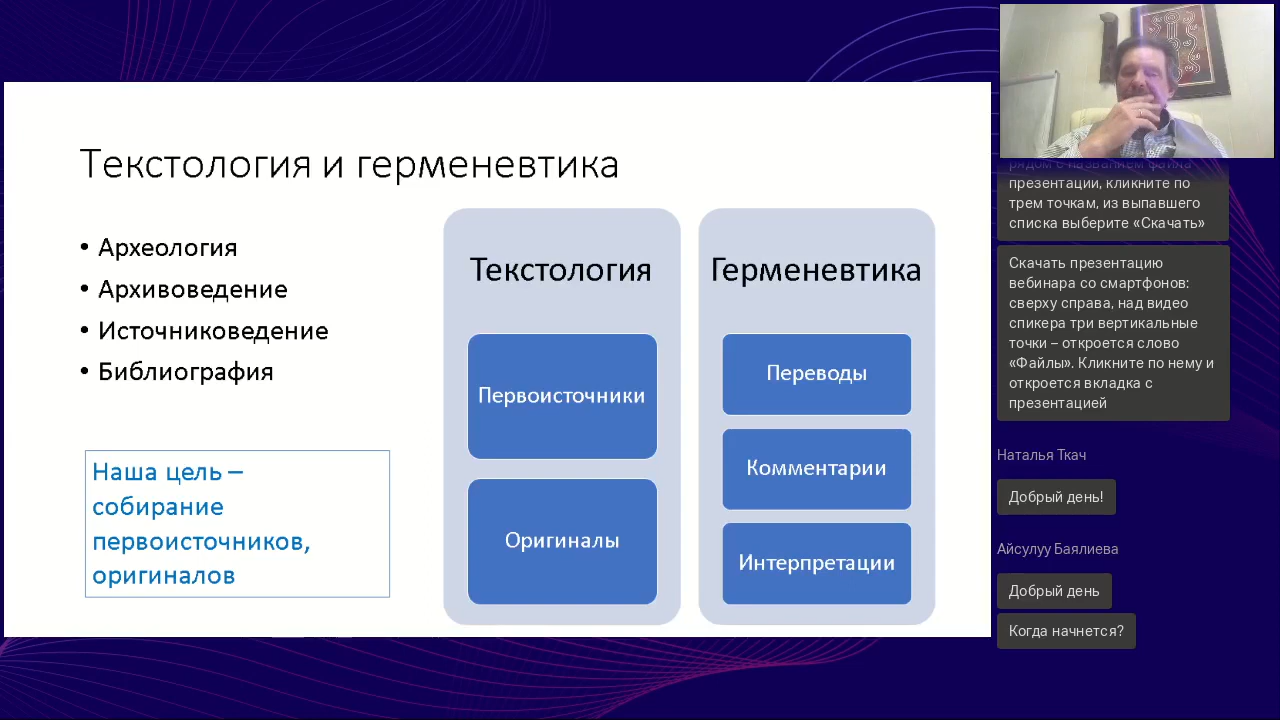 Текстология и герменевтика
• Археология
• Архивоведение
• Источниковедение
• Библиография
Наша цель –
собирание
первоисточников,
оригиналов
Текстология
Первоисточники
Оригиналы
Герменевтика
Переводы
Комментарии
Интерпретации
рядом с названием файла
презентации, кликните по
трем точкам, из выпавшего
списка выберите «Скачать»
Скачать презентацию
вебинара со смартфонов:
сверху справа, над видео
спикера три вертикальные
точки – откроется слово
«Файлы». Кликните по нему и
откроется вкладка с
презентацией
Наталья Ткач
Добрый день!
Айсулуу Баялиева
Добрый день
Когда начнется?